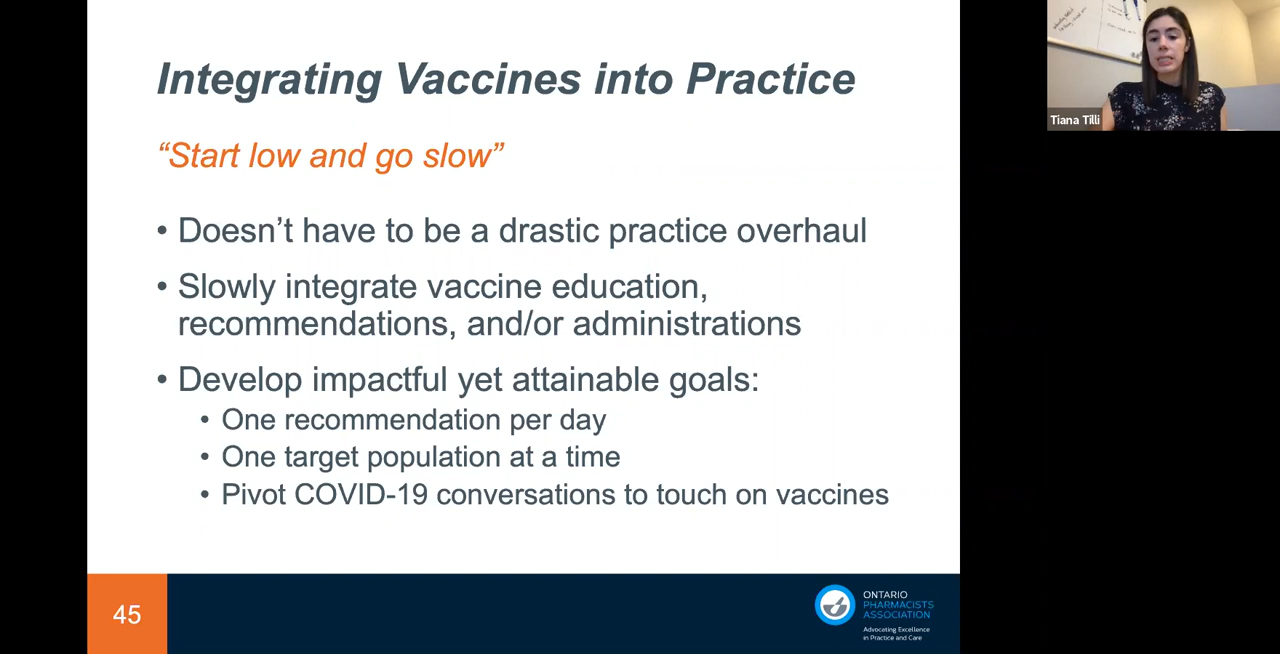 Integrating Vaccines into Practice
“Start low and go slow”
• Doesn’t have to be a drastic practice overhaul
• Slowly integrate vaccine education,
recommendations, and/or administrations
• Develop impactful yet attainable goals:
• One recommendation per day
• One target population at a time
• Pivot COVID-19 conversations to touch on vaccines
45
ONTARIO
PHARMACISTS
ASSOCIATION
Advocating Excellence
in Practice and Care
Tiana Tilli